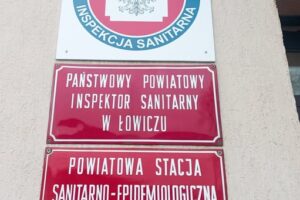 INSPEKCJA SANITARNA
PAŃSTWOWY POWIATOWY
INSPEKTOR SANITARNY
W ŁOWICZU
POWIATOWA STACJA
SANITARNO-EPIDEMIOLOGICZNA